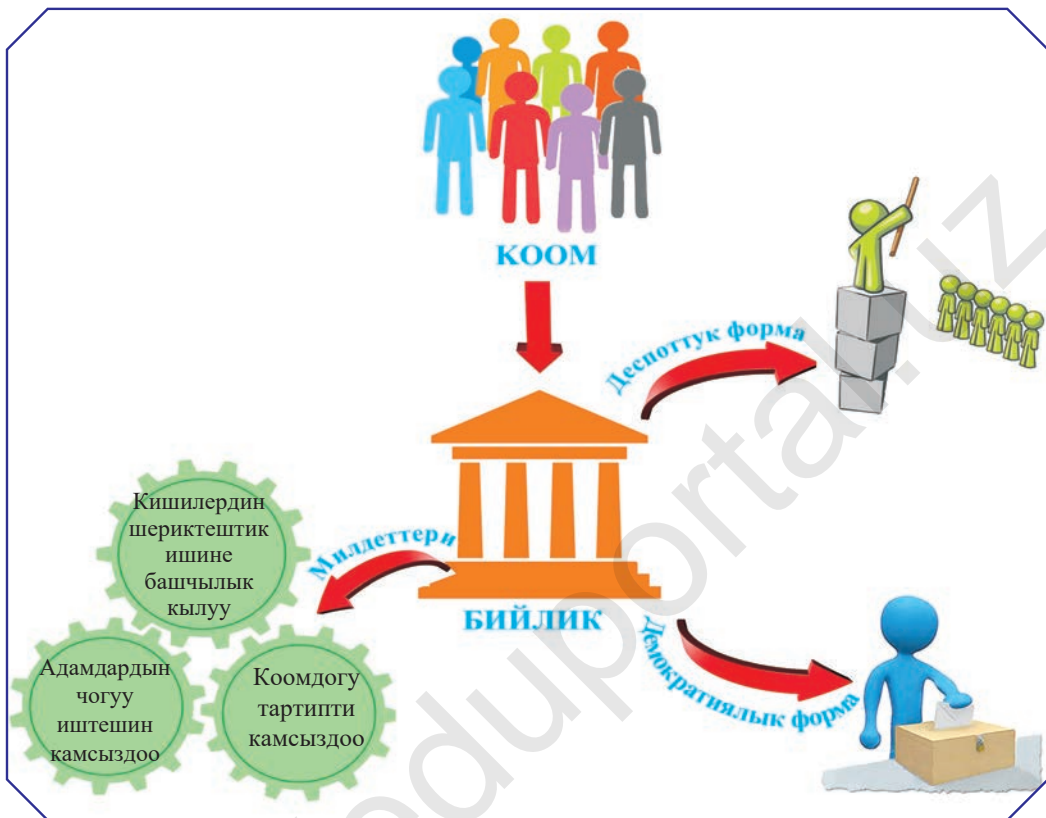 КООМ
Деспоттук форма
Милдеттери
БИЙЛИК
Демократиялык форма
Кишилердин
шериктештик
ишине
башчылык
кылуу
Адамдардын
чогуу
иштешин
камсыздоо
Коомдогу
тартипти
камсыздоо
eduportal.uz